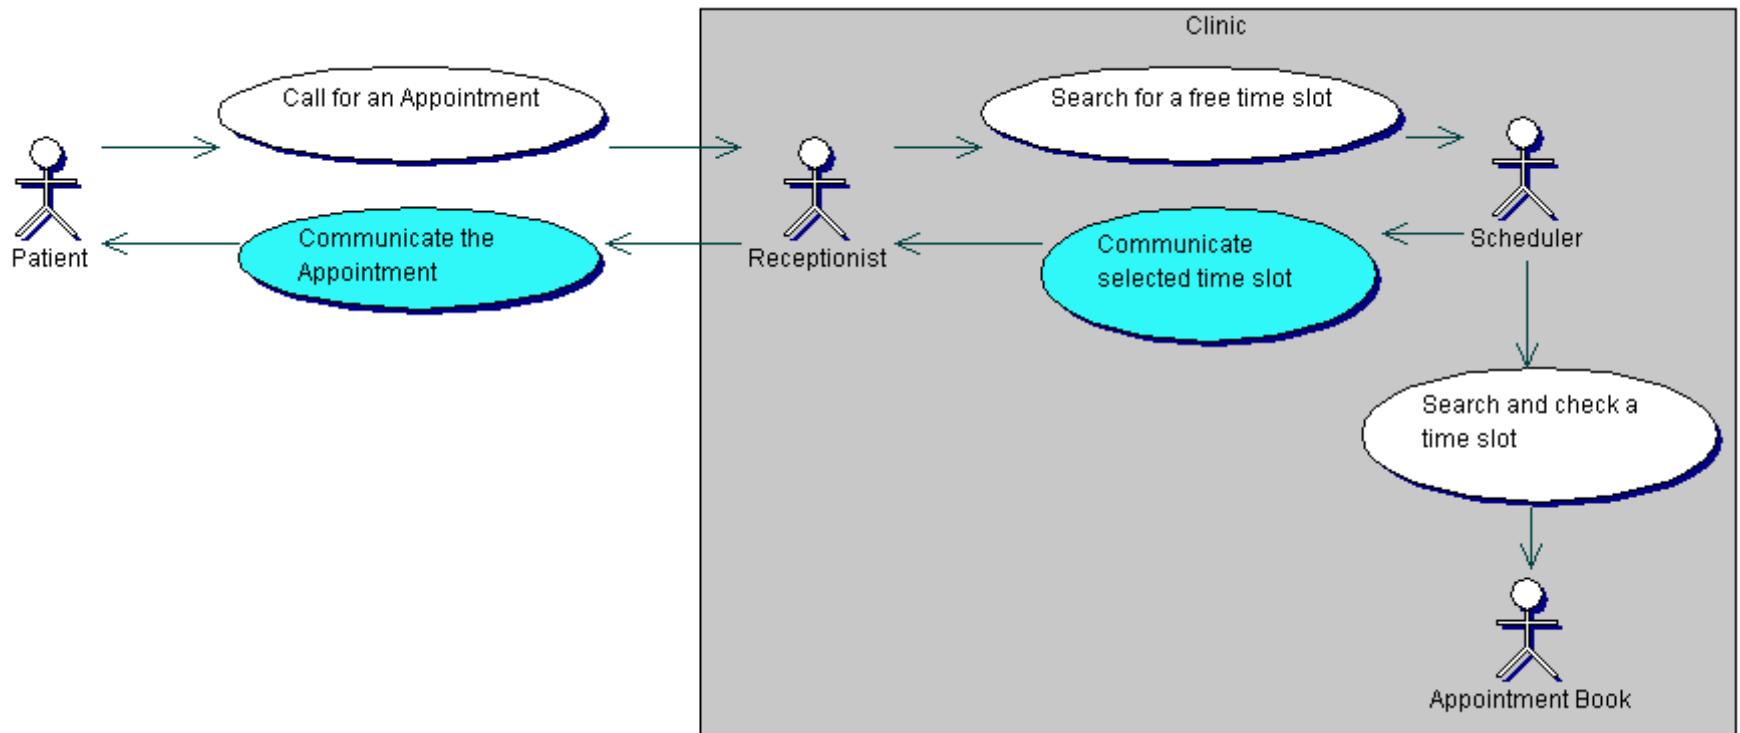 Clinic
Call for an Appointment
Search for a free time slot
Patient
Communicate the
Appointment
Receptionist
Communicate
selected time slot
Scheduler
Search and check a
time slot
Appointment Book